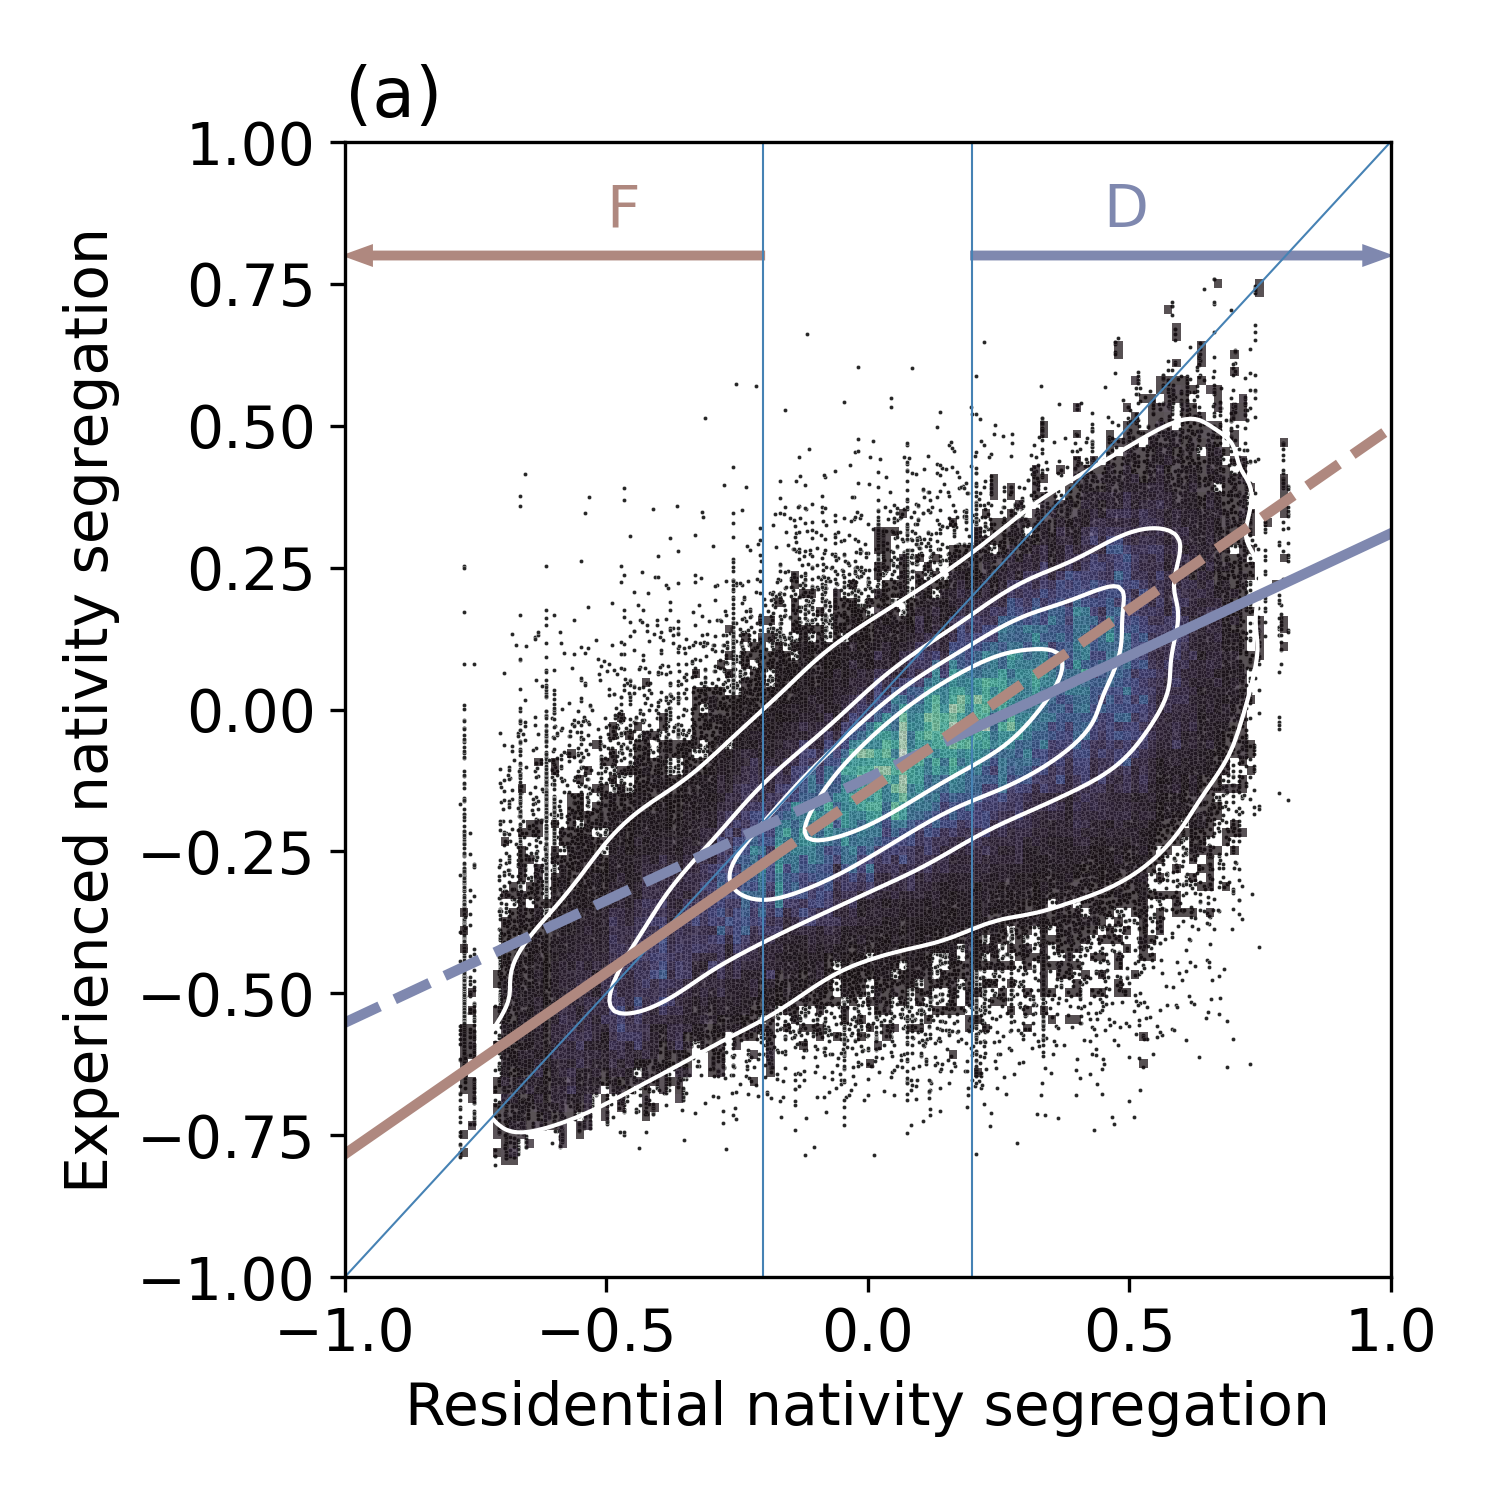 (a)
F
D
1.00
0.75
0.50
0.25
0.00
−0.25
−0.50
−0.75
−1.00
Experienced nativity segregation
−1.0
−0.5
0.0
0.5
1.0
Residential nativity segregation